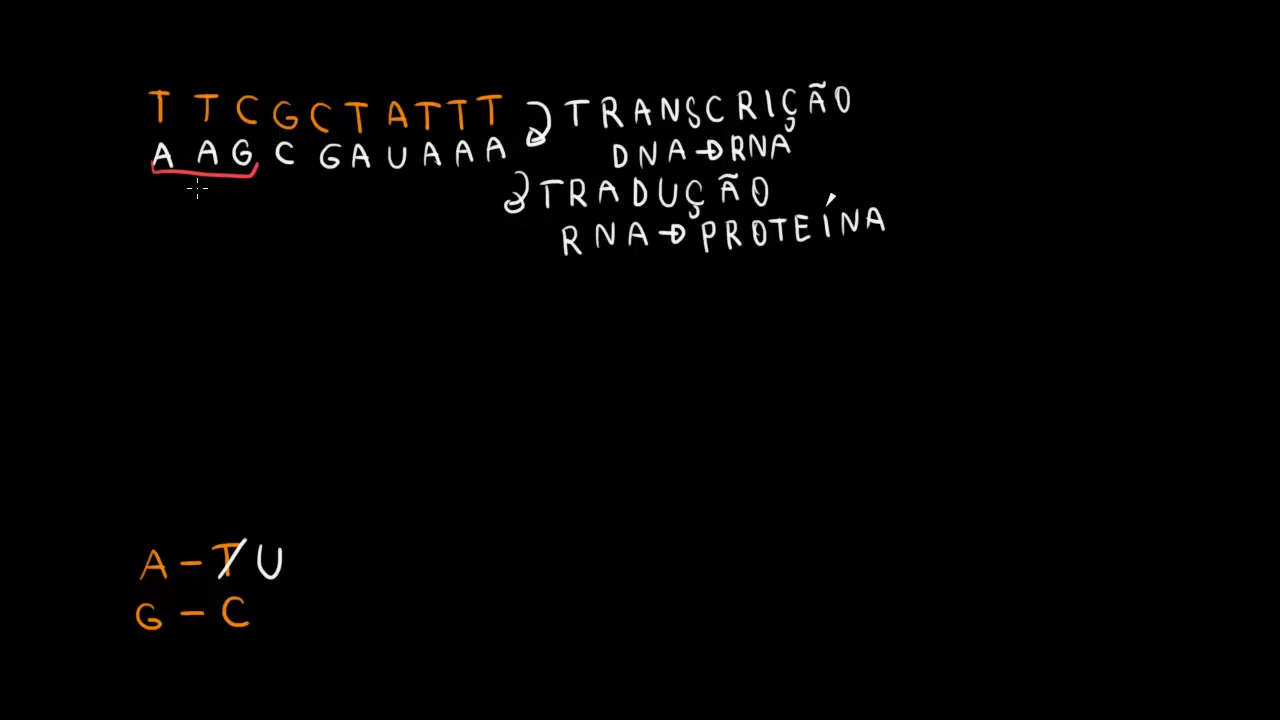 T T C G C T A T T T TRANSCRIÇÃO
A A G C G A U A A A DNA → RNA
TRADUÇÃO
RNA → PROTEÍNA
A - T U
G - C